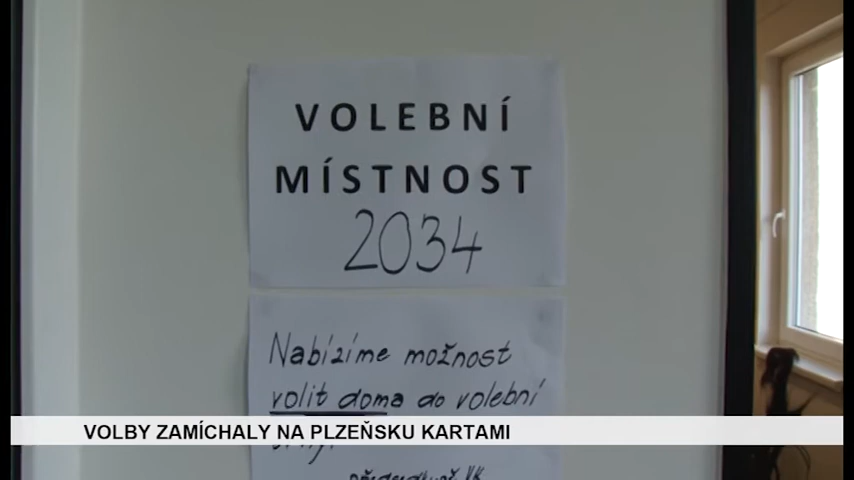 VOLEBNÍ
MÍSTNOST
2034
Nabízíme možnost
volit doma do volební
VOLBY ZAMÍCHALY NA PLZEŇSKU KARTAMI